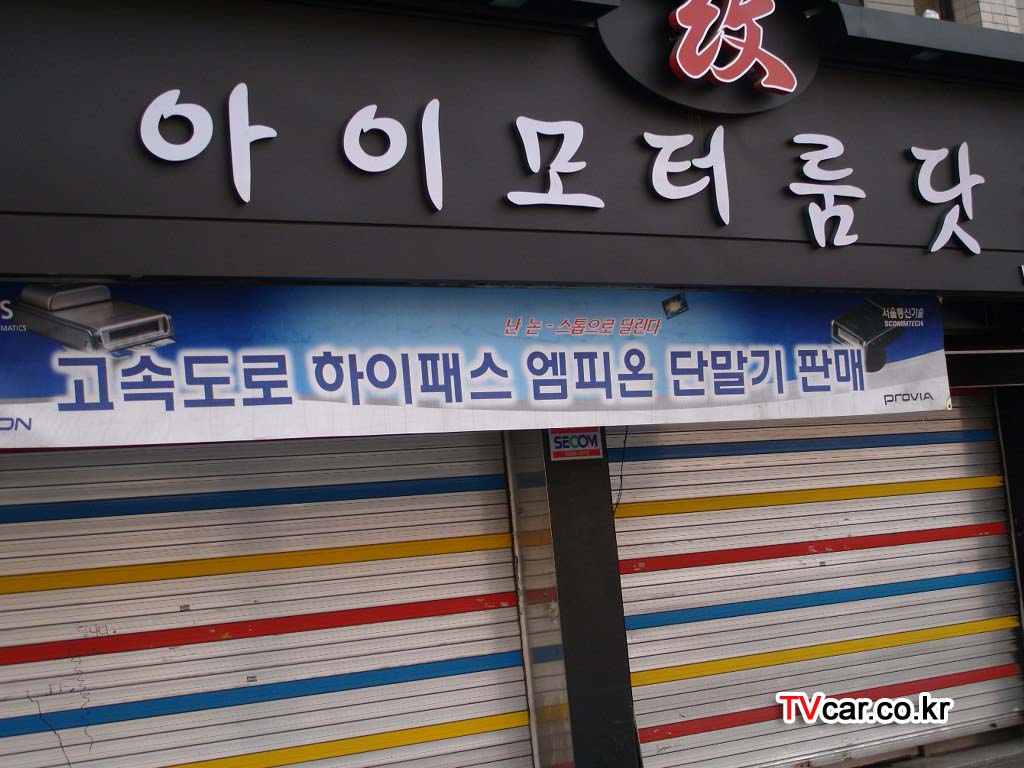 아이모터룸닷
S
MATICS
난 논-스톱으로 달린다
서울통신기술
SCOMMTECH
고속도로 하이패스 엠피온 단말기 판매
ON
PROVIA
SECOM
TVcar.co.kr